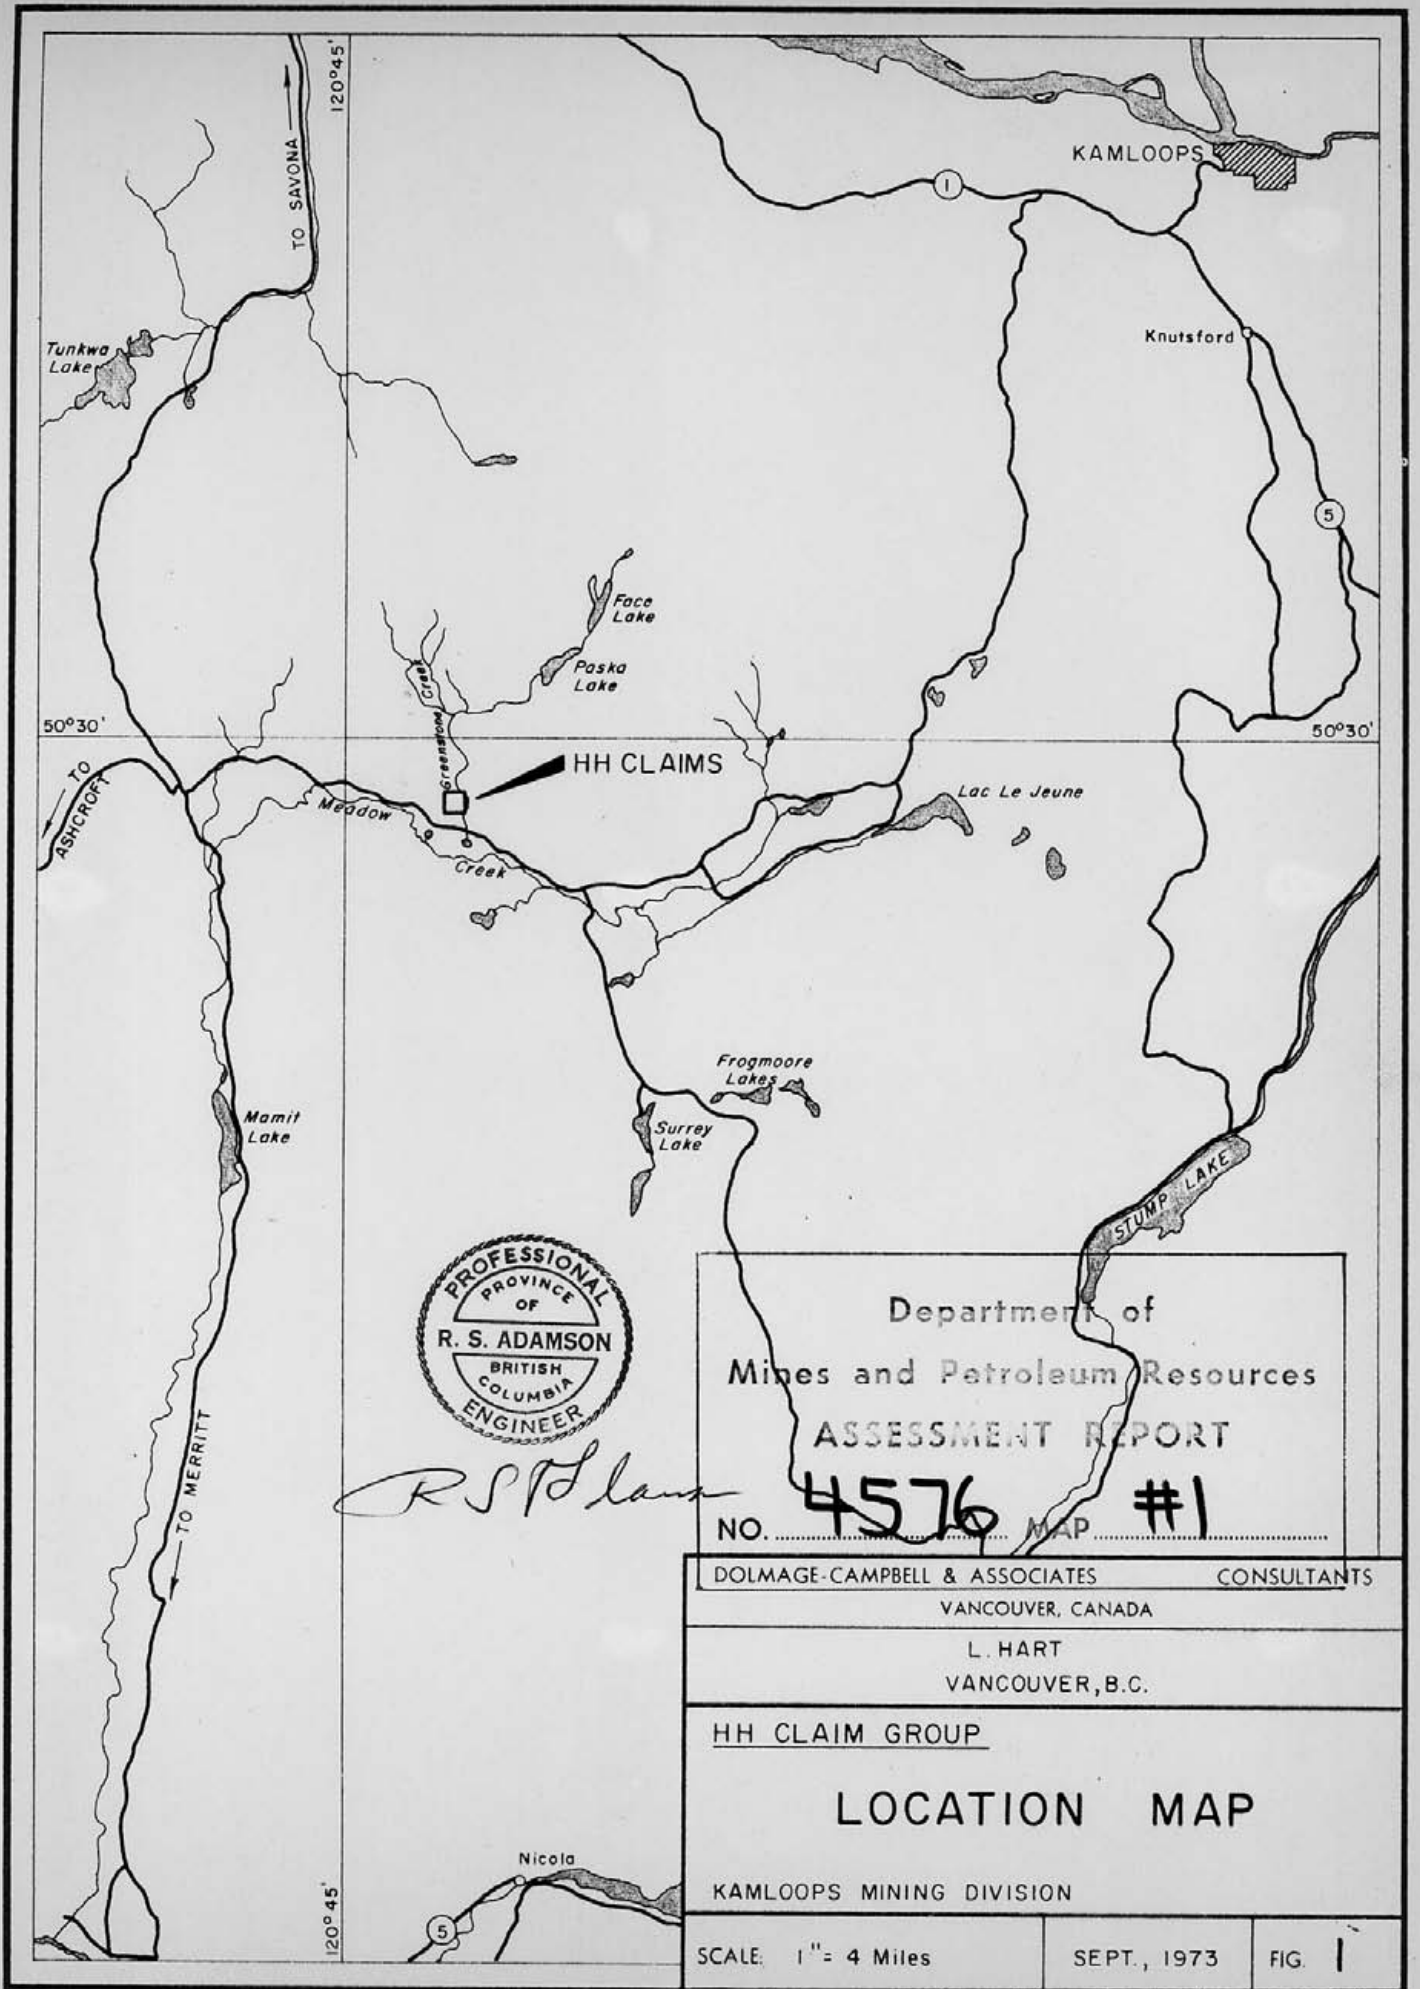 120°45'
TO SAVONA
KAMLOOPS
1
Knutsford
Tunkwa
Lake
5
Face
Lake
Paska
Lake
Greenstone Creek
50°30'
50°30'
HH CLAIMS
TO
ASHCROFT
Meadow
Creek
Lac Le Jeune
Frogmoore
Lakes
Mamit
Lake
Surrey
Lake
STUMP LAKE
PROFESSIONAL
PROVINCE
OF
R. S. ADAMSON
BRITISH
COLUMBIA
ENGINEER
Department of
Mines and Petroleum Resources
ASSESSMENT REPORT
NO. 4576 MAP #1
TO MERRITT
DOLMAGE-CAMPBELL & ASSOCIATES CONSULTANTS
VANCOUVER, CANADA
L. HART
VANCOUVER, B.C.
HH CLAIM GROUP
LOCATION MAP
KAMLOOPS MINING DIVISION
SCALE: 1"= 4 Miles
SEPT., 1973
FIG. 1
Nicola
5
120°45'